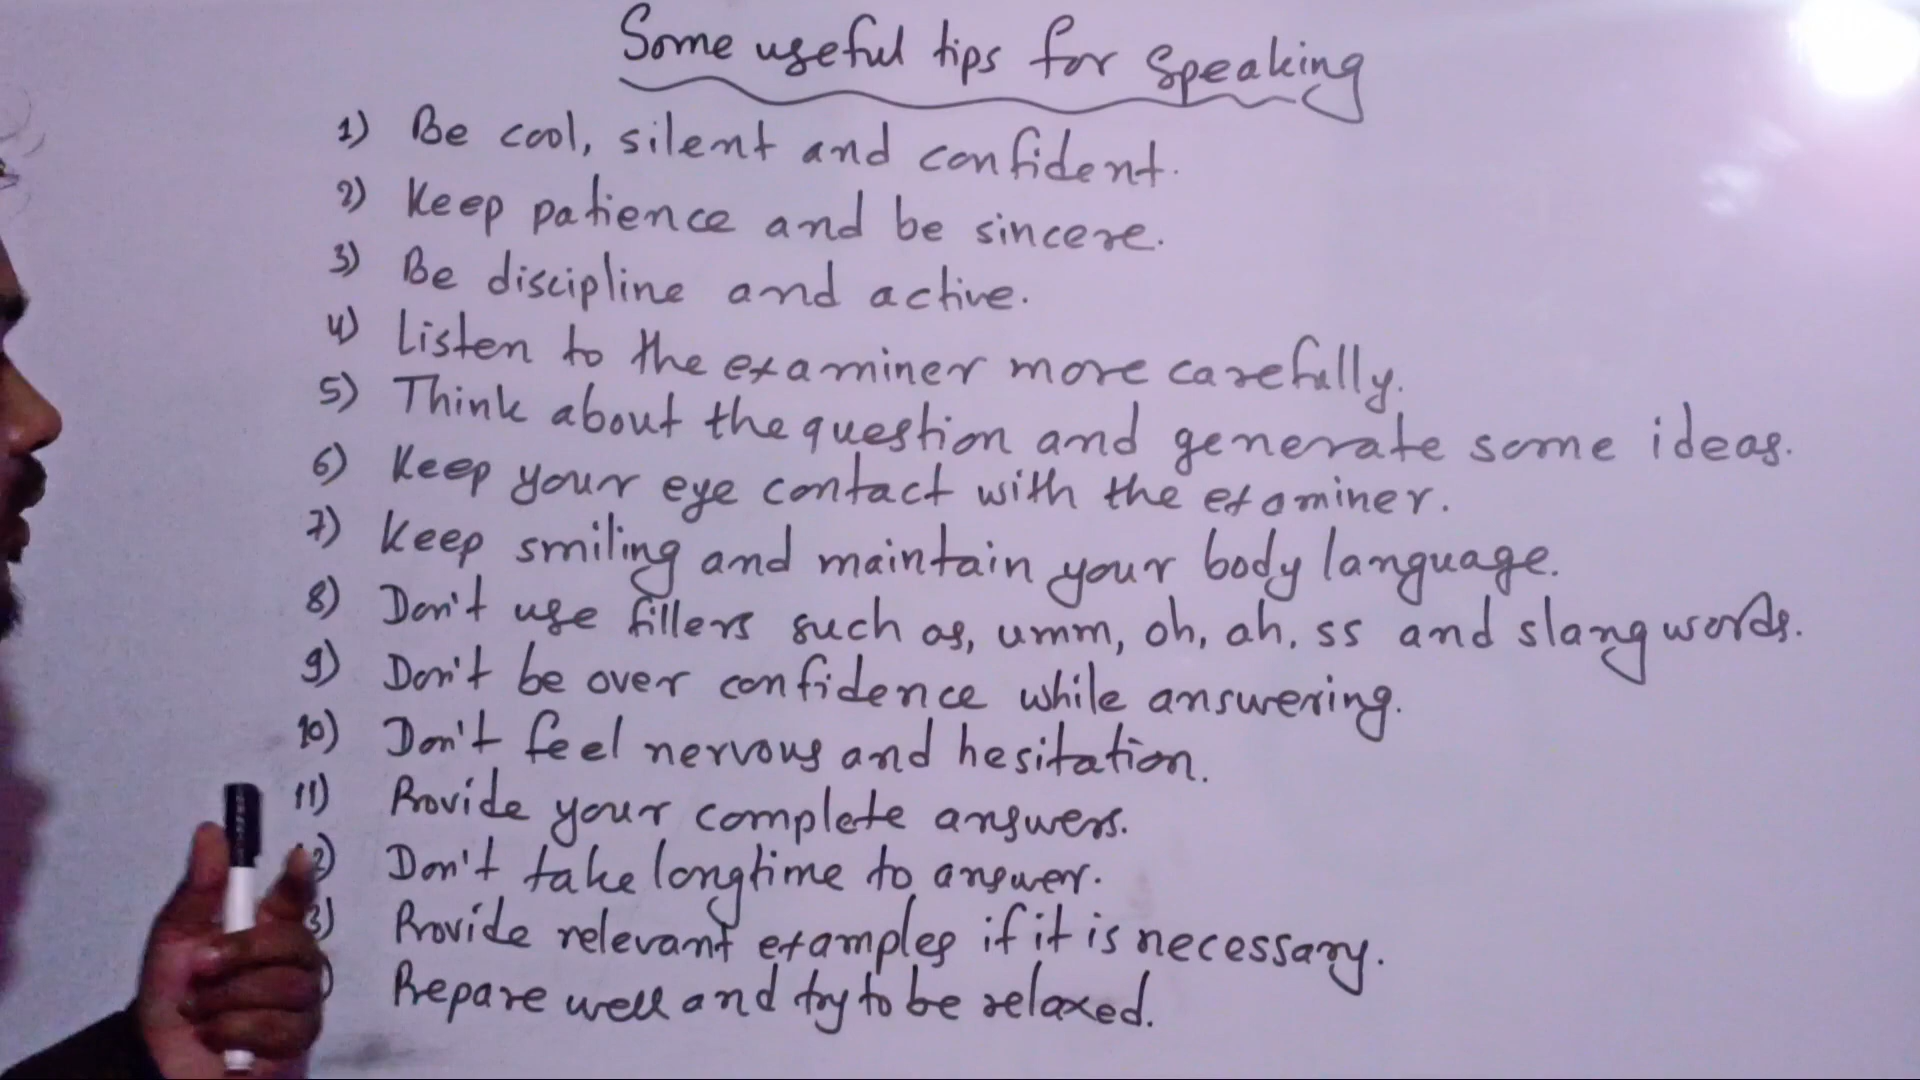 Some useful tips for Speaking
1) Be cool, silent and confident.
2) Keep patience and be sincere.
3) Be discipline and active.
4) Listen to the examiner more carefully.
5) Think about the question and generate some ideas.
6) Keep your eye contact with the examiner.
7) Keep smiling and maintain your body language.
8) Don't use fillers such as, umm, oh, ah, ss and slang words.
9) Don't be over confidence while answering.
10) Don't feel nervous and hesitation.
11) Provide your complete answers.
2) Don't take long time to answer.
3) Provide relevant examples if it is necessary.
) Prepare well and try to be relaxed.